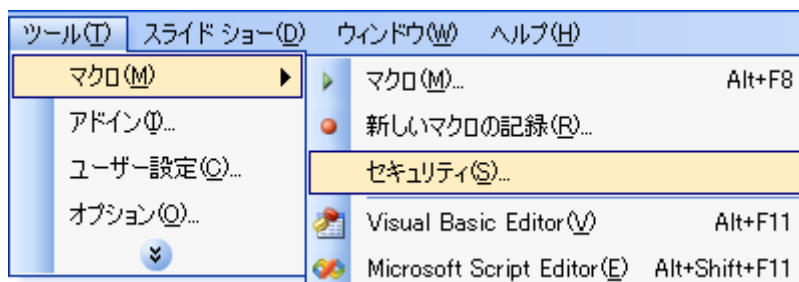 ツール(T) スライド ショー(D) ウィンドウ(W) ヘルプ(H)
マクロ(M)
アドイン(I)...
ユーザー設定(C)...
オプション(O)...
マクロ(M)... Alt+F8
新しいマクロの記録(R)...
セキュリティ(S)...
Visual Basic Editor(V) Alt+F11
Microsoft Script Editor(E) Alt+Shift+F11